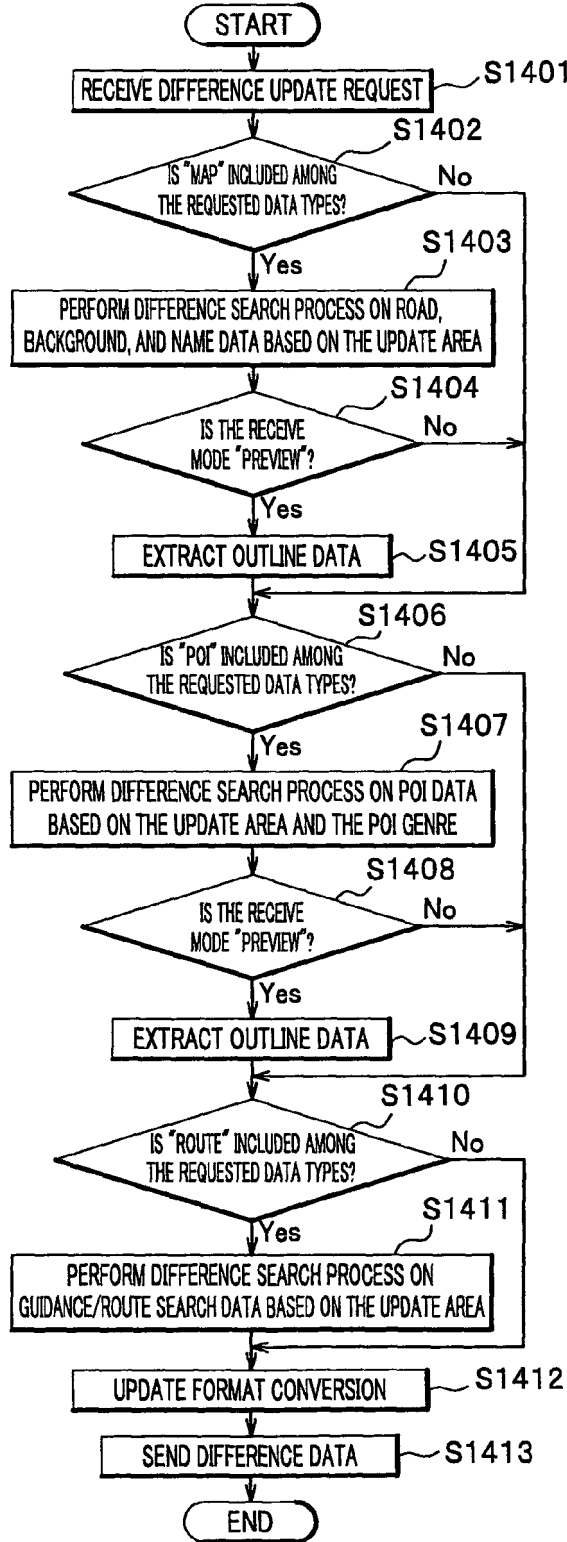 START
RECEIVE DIFFERENCE UPDATE REQUEST
S1401
S1402
IS "MAP" INCLUDED AMONG
THE REQUESTED DATA TYPES?
No
Yes
S1403
PERFORM DIFFERENCE SEARCH PROCESS ON ROAD,
BACKGROUND, AND NAME DATA BASED ON THE UPDATE AREA
S1404
IS THE RECEIVE
MODE "PREVIEW"?
No
Yes
EXTRACT OUTLINE DATA
S1405
S1406
IS "POI" INCLUDED AMONG
THE REQUESTED DATA TYPES?
No
Yes
S1407
PERFORM DIFFERENCE SEARCH PROCESS ON POI DATA
BASED ON THE UPDATE AREA AND THE POI GENRE
S1408
IS THE RECEIVE
MODE "PREVIEW"?
No
Yes
EXTRACT OUTLINE DATA
S1409
S1410
IS "ROUTE" INCLUDED AMONG
THE REQUESTED DATA TYPES?
No
Yes
S1411
PERFORM DIFFERENCE SEARCH PROCESS ON
GUIDANCE/ROUTE SEARCH DATA BASED ON THE UPDATE AREA
UPDATE FORMAT CONVERSION
S1412
SEND DIFFERENCE DATA
S1413
END